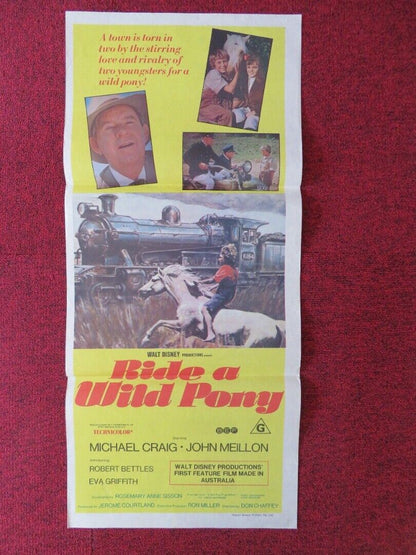 A town is torn in
two by the stirring
love and rivalry of
two youngsters for a
wild pony!
WALT DISNEY PRODUCTIONS
Ride a
Wild Pony
TECHNICOLOR®
G
MICHAEL CRAIG · JOHN MEILLON
ROBERT BETTLES
EVA GRIFFITH
WALT DISNEY PRODUCTIONS'
FIRST FEATURE FILM MADE IN
AUSTRALIA
ROSEMARY ANNE SISSON
JEROME COURTLAND
RON MILLER
DON CHAFFEY